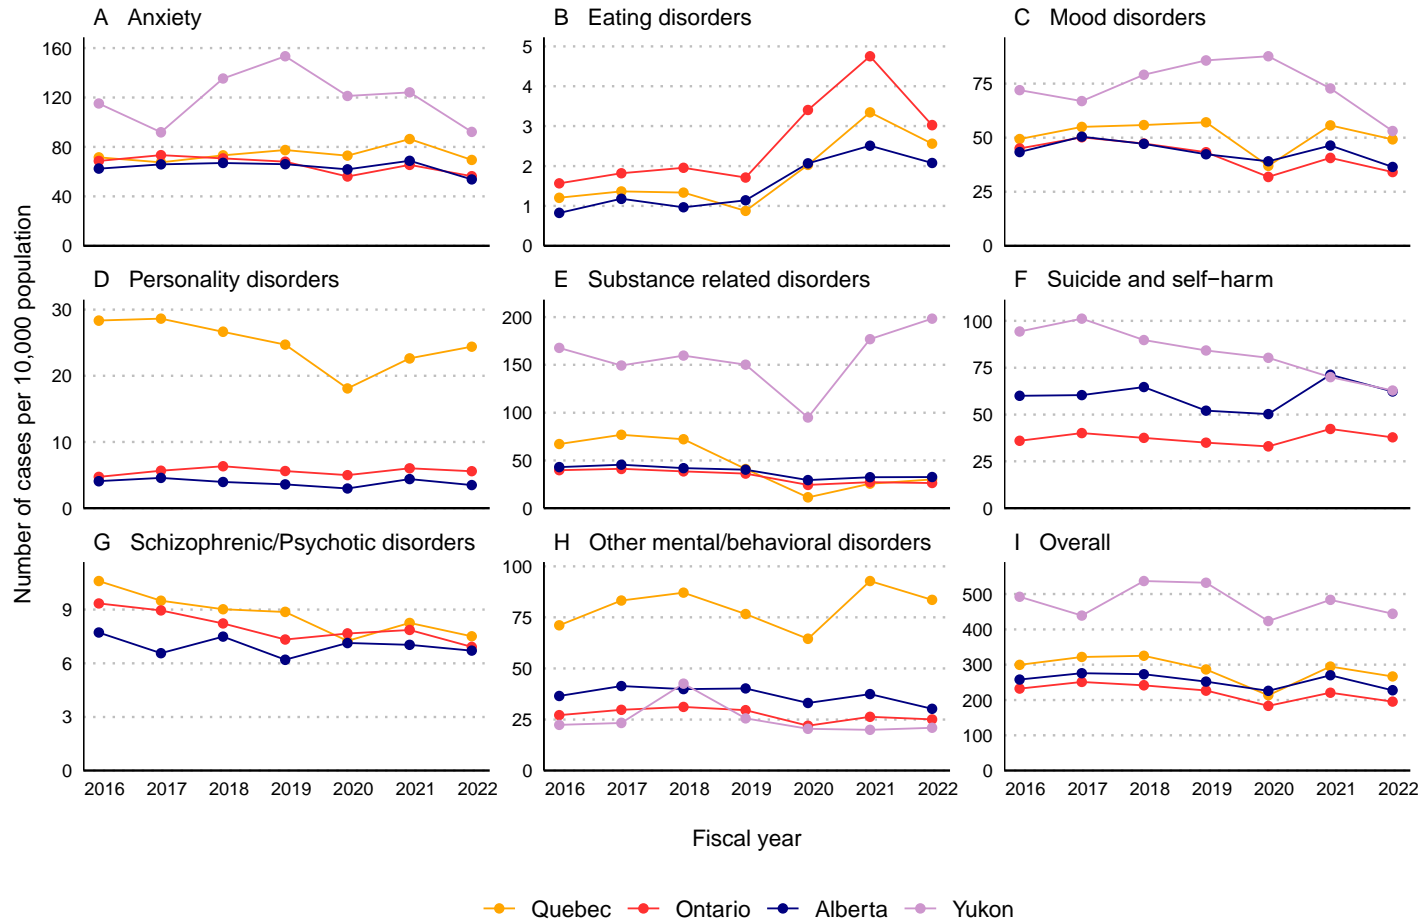 A Anxiety
B Eating disorders
C Mood disorders
160
120
80
40
0
5
4
3
2
1
0
75
50
25
0
Number of cases per 10,000 population
D Personality disorders
E Substance related disorders
F Suicide and self−harm
30
20
10
0
200
150
100
50
0
100
75
50
25
0
G Schizophrenic/Psychotic disorders
H Other mental/behavioral disorders
I Overall
9
6
3
0
100
75
50
25
0
500
400
300
200
100
0
2016 2017 2018 2019 2020 2021 2022
2016 2017 2018 2019 2020 2021 2022
2016 2017 2018 2019 2020 2021 2022
Fiscal year
Quebec Ontario Alberta Yukon